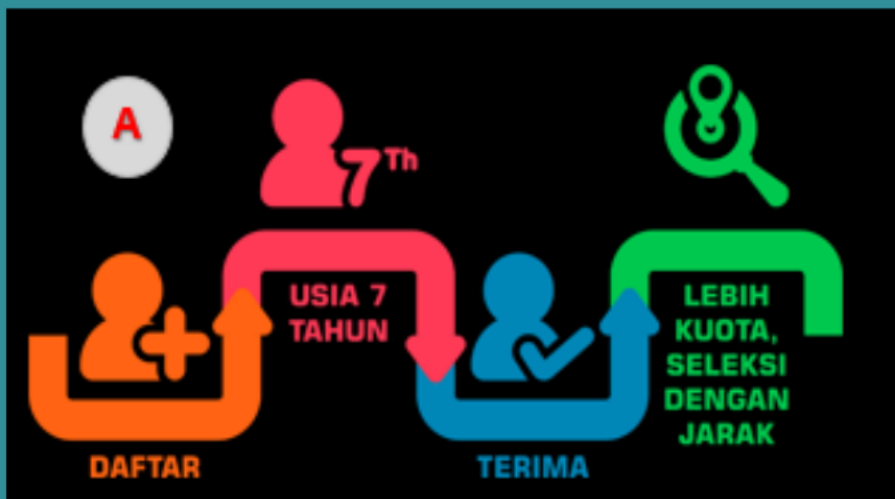 A
7Th
USIA 7
TAHUN
LEBIH
KUOTA,
SELEKSI
DENGAN
JARAK
DAFTAR
TERIMA